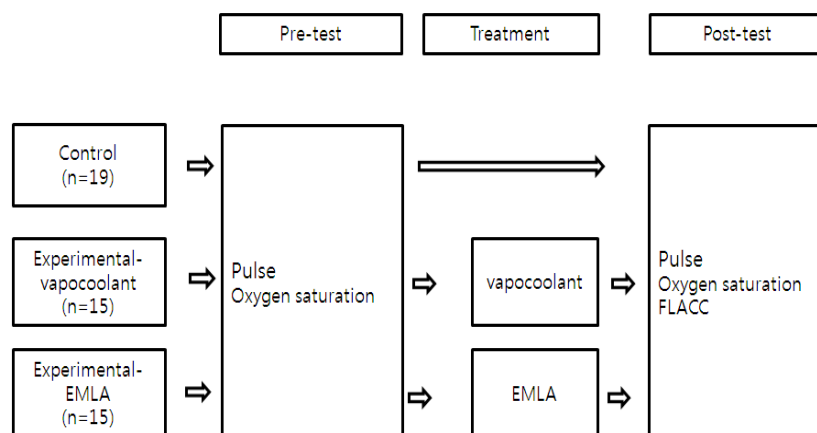 Pre-test
Treatment
Post-test
Control
(n=19)
Experimental-
vapocoolant
(n=15)
Experimental-
EMLA
(n=15)
Pulse
Oxygen saturation
vapocoolant
EMLA
Pulse
Oxygen saturation
FLACC